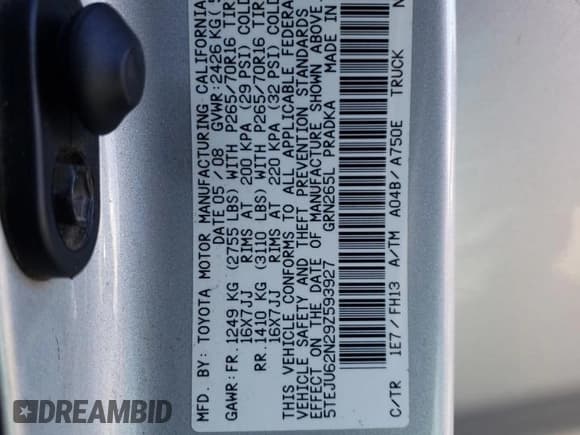 MFD. BY: TOYOTA MOTOR MANUFACTURING CALIFORNIA
DATE 05 / 08 GVWR: 2426 KG
GAWR: FR. 1249 KG (2755 LBS) WITH P265/70R16 TIR
16X7JJ RIMS AT 200 KPA (29 PSI) COLD
RR. 1410 KG (3110 LBS) WITH P265/70R16 TIR
16X7JJ RIMS AT 220 KPA (32 PSI) COLD
THIS VEHICLE CONFORMS TO ALL APPLICABLE FEDERA
VEHICLE SAFETY AND THEFT PREVENTION STANDARDS
EFFECT ON THE DATE OF MANUFACTURE SHOWN ABOVE.
5TEJU62N29Z593927 GRN265L PRADKA MADE IN
C/TR 1E7 / FH13 A/TM A04B/ A750E TRUCK
DREAMBID